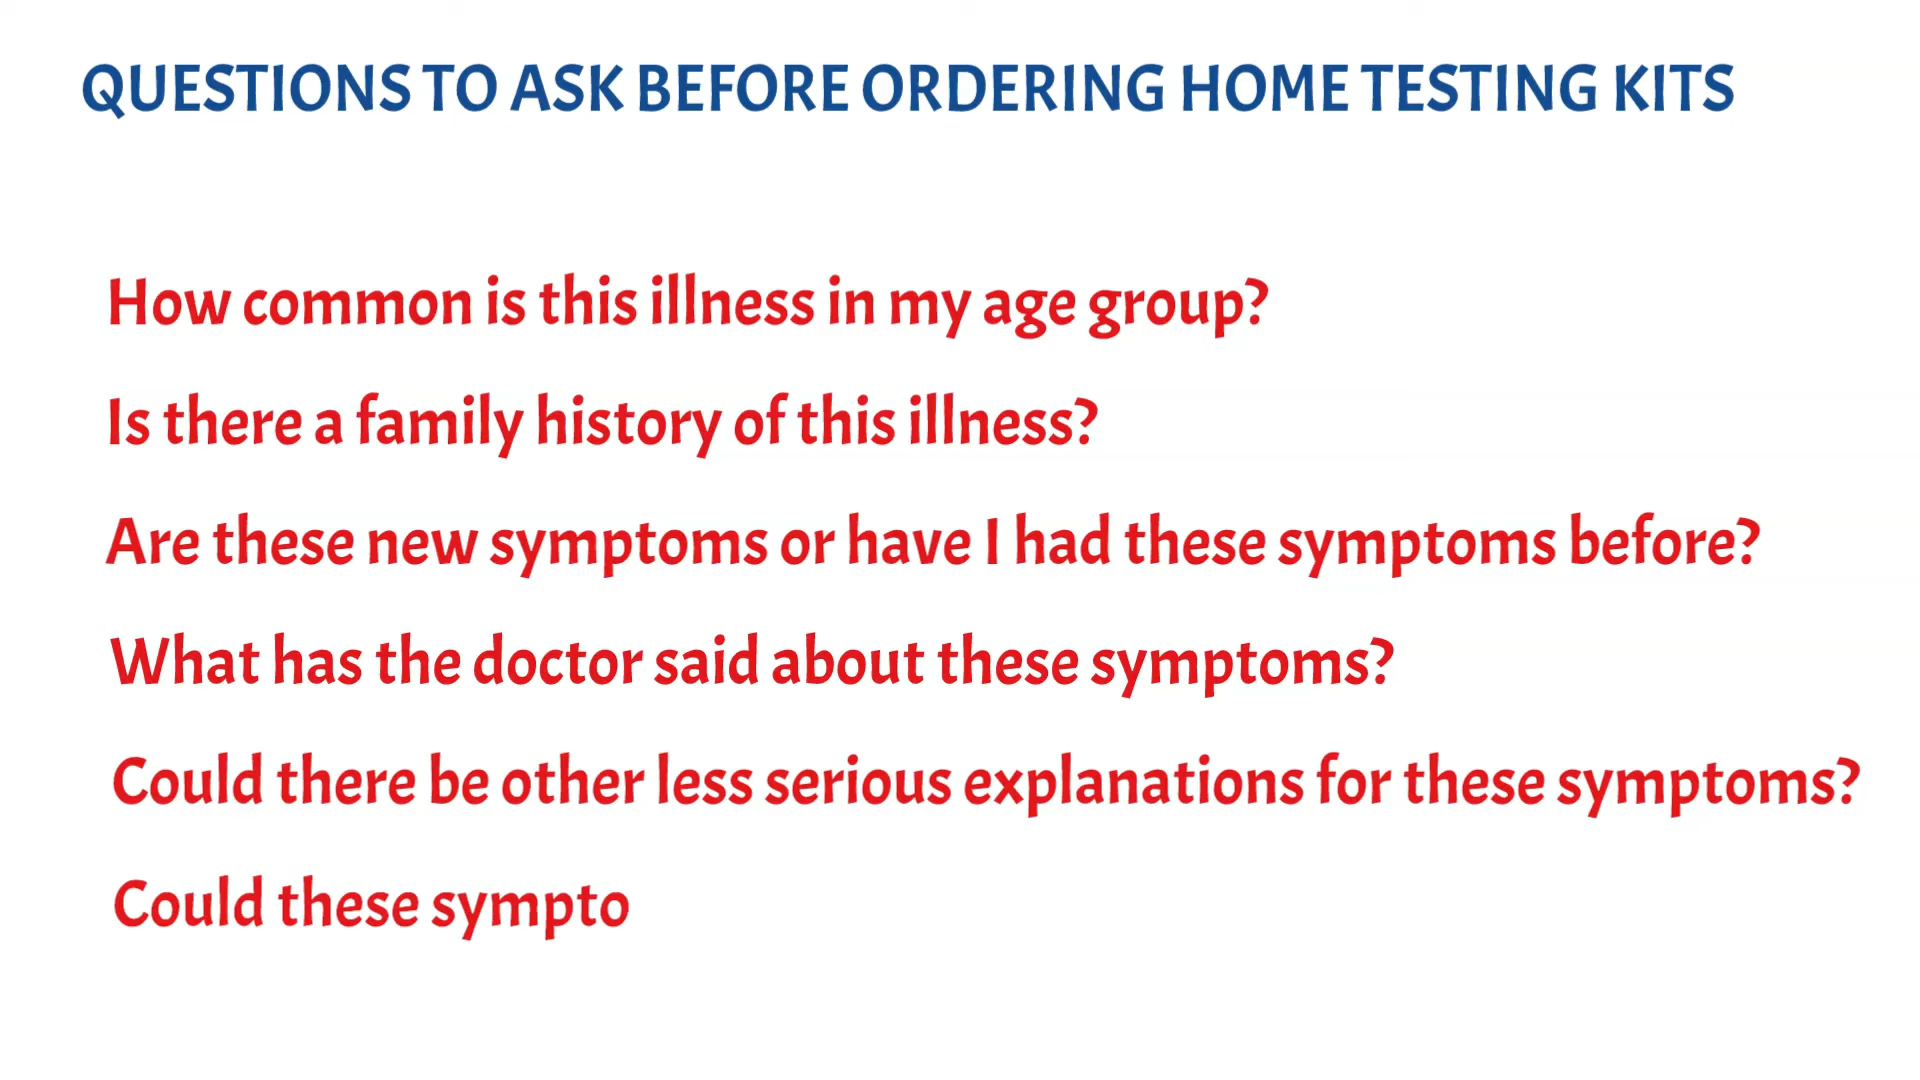 QUESTIONS TO ASK BEFORE ORDERING HOME TESTING KITS
How common is this illness in my age group?
Is there a family history of this illness?
Are these new symptoms or have I had these symptoms before?
What has the doctor said about these symptoms?
Could there be other less serious explanations for these symptoms?
Could these sympto